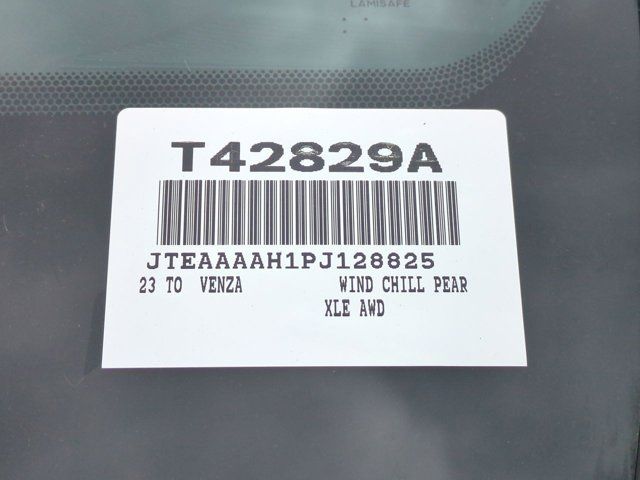 LAMISAFE
T42829A
JTEAAAAH1PJ128825
23 TO VENZA WIND CHILL PEAR
XLE AWD